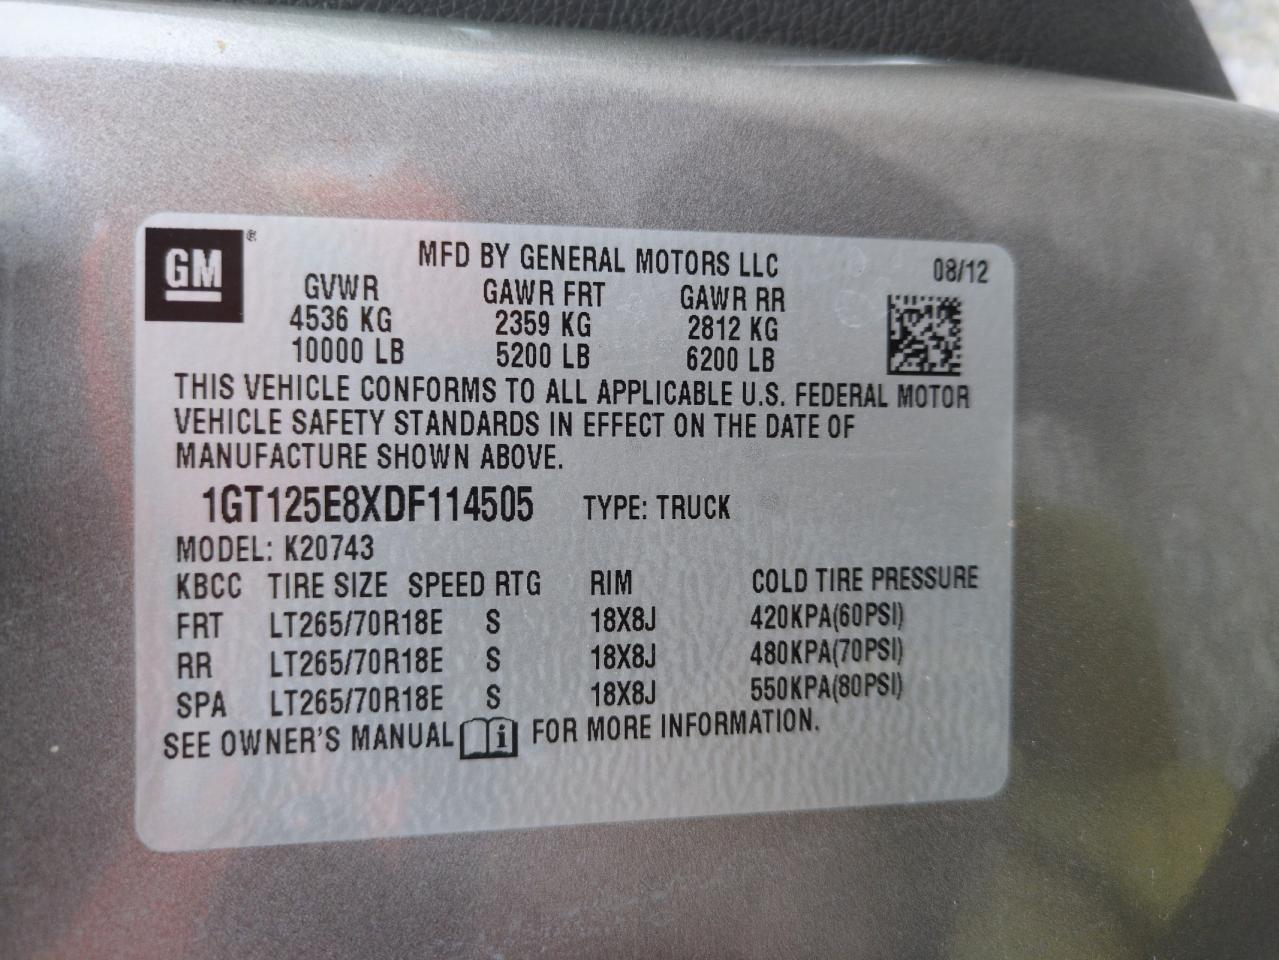 GM ®
MFD BY GENERAL MOTORS LLC 08/12
GVWR GAWR FRT GAWR RR
4536 KG 2359 KG 2812 KG
10000 LB 5200 LB 6200 LB
THIS VEHICLE CONFORMS TO ALL APPLICABLE U.S. FEDERAL MOTOR
VEHICLE SAFETY STANDARDS IN EFFECT ON THE DATE OF
MANUFACTURE SHOWN ABOVE.
1GT125E8XDF114505 TYPE: TRUCK
MODEL: K20743
KBCC TIRE SIZE SPEED RTG RIM COLD TIRE PRESSURE
FRT LT265/70R18E S 18X8J 420KPA(60PSI)
RR LT265/70R18E S 18X8J 480KPA(70PSI)
SPA LT265/70R18E S 18X8J 550KPA(80PSI)
SEE OWNER'S MANUAL i FOR MORE INFORMATION.